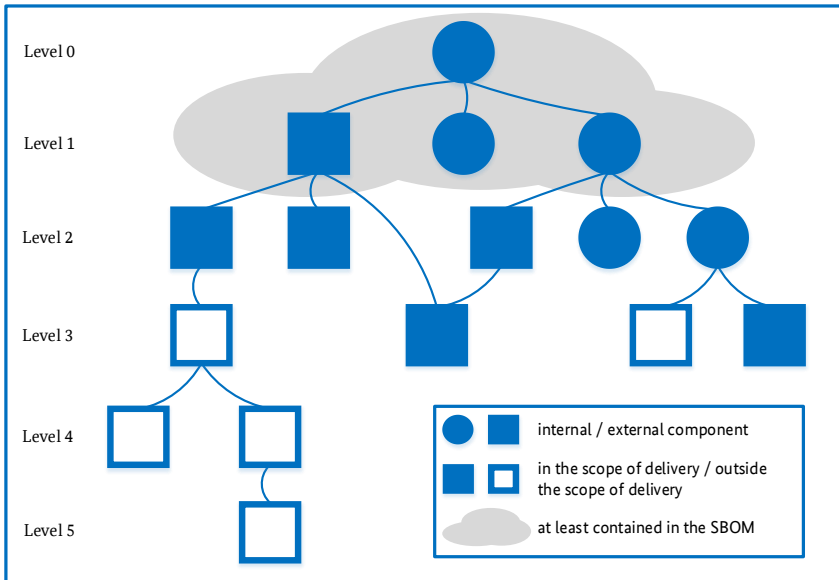 Level 0
Level 1
Level 2
Level 3
Level 4
Level 5
internal / external component
in the scope of delivery / outside
the scope of delivery
at least contained in the SBOM